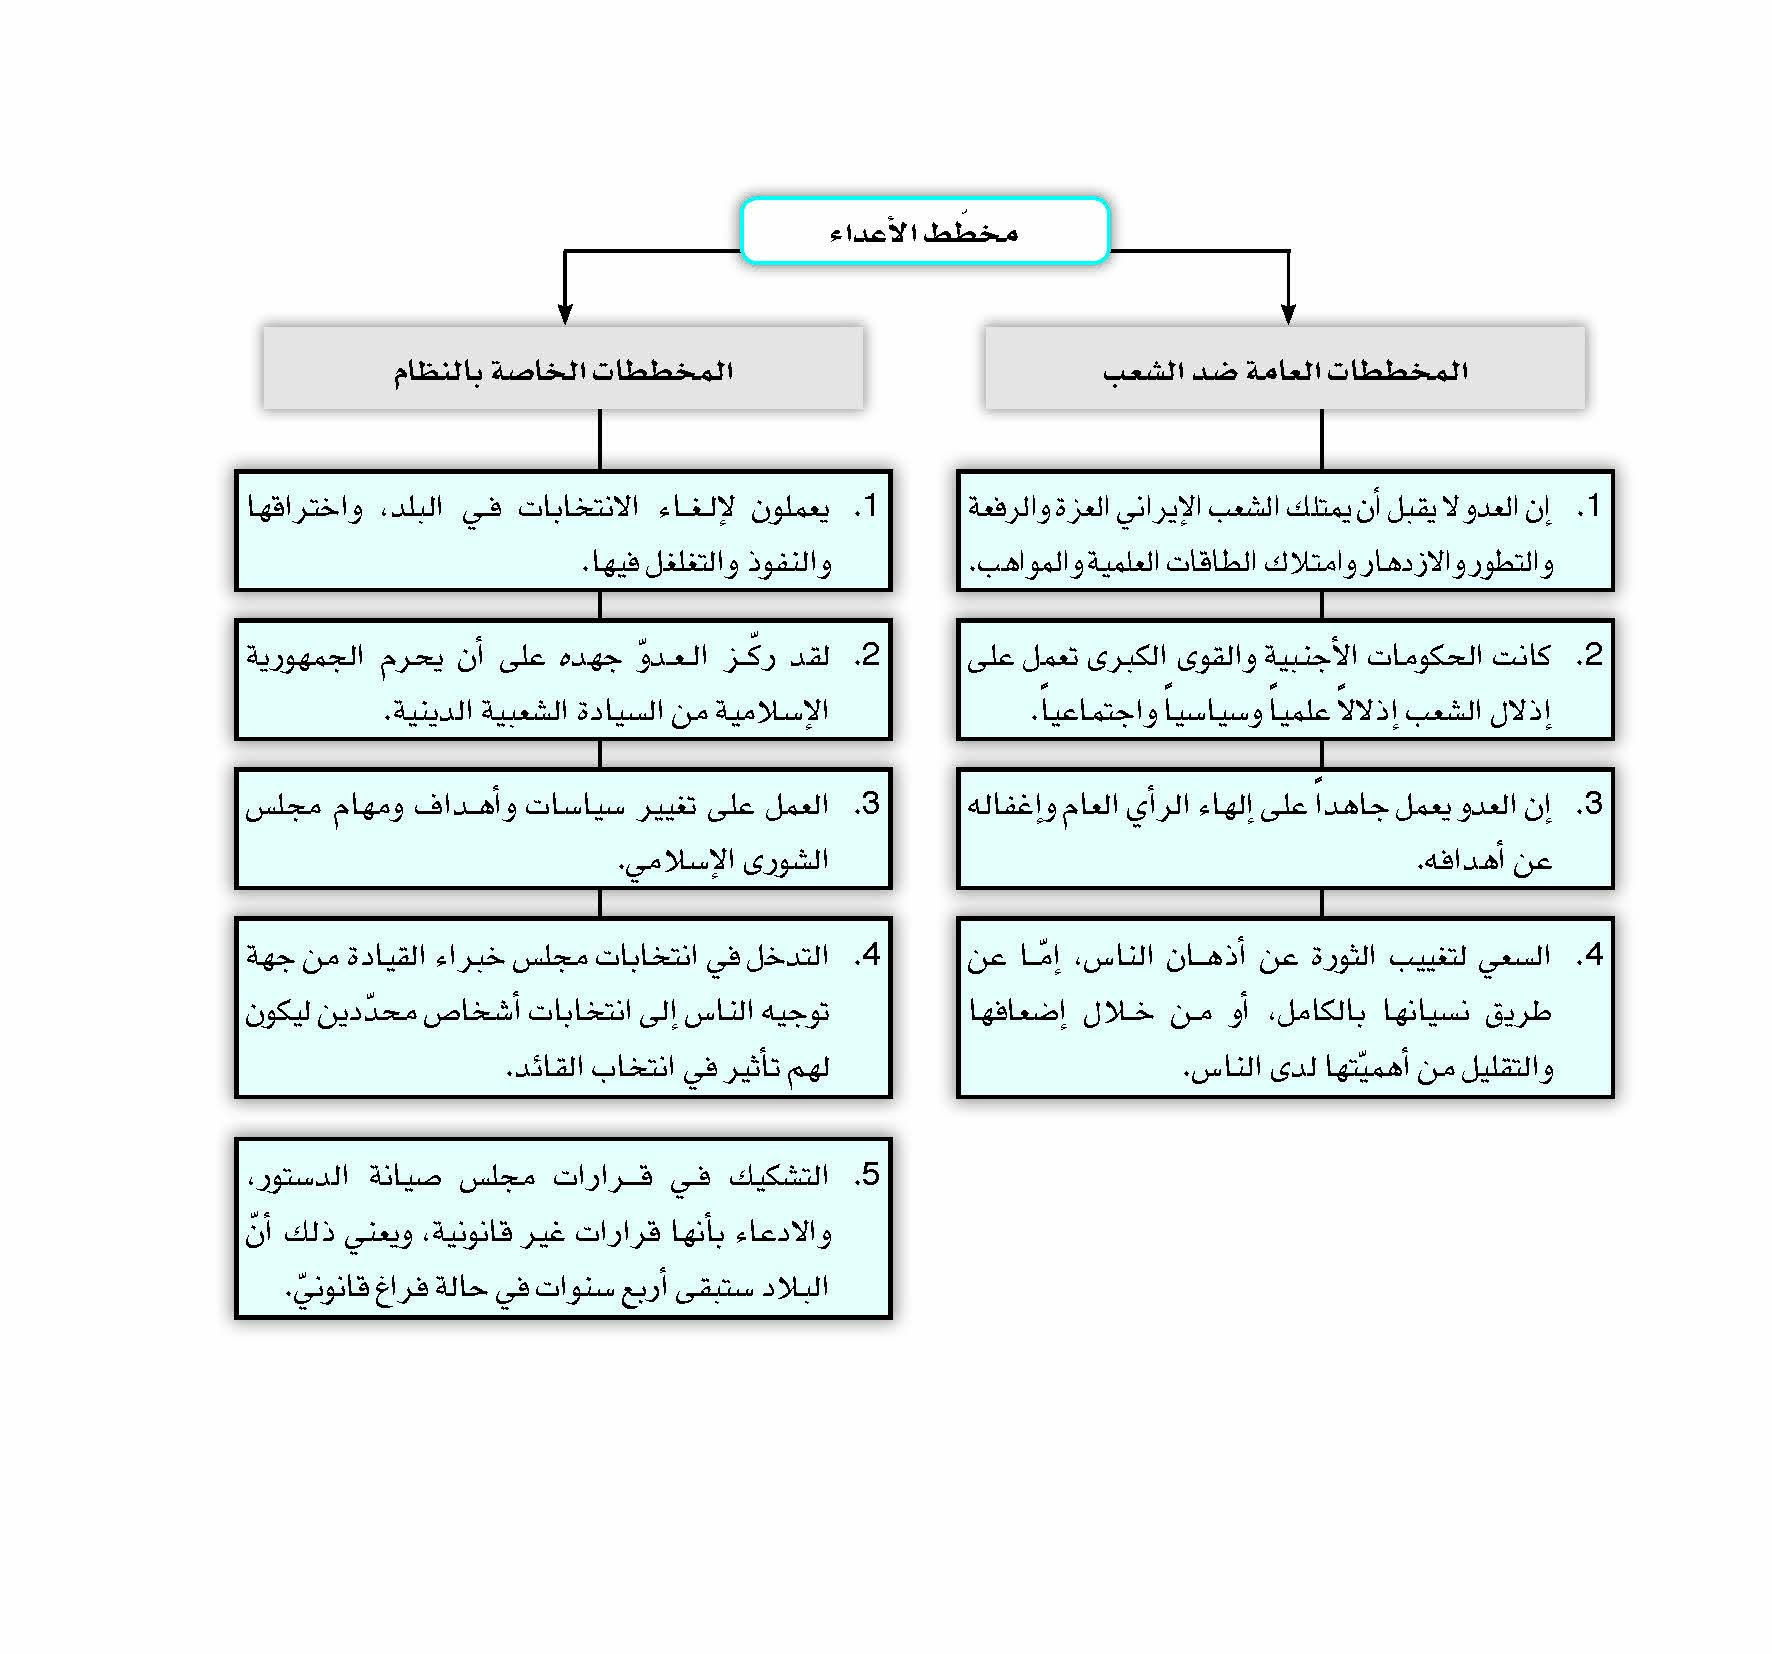 مخطّط الأعداء
المخططات العامة ضد الشعب
1. إن العدو لا يقبل أن يمتلك الشعب الإيراني العزة والرفعة
والتطور والازدهار وامتلاك الطاقات العلمية والمواهب.
2. كانت الحكومات الأجنبية والقوى الكبرى تعمل على
إذلال الشعب إذلالاً علمياً وسياسياً واجتماعياً.
3. إن العدو يعمل جاهداً على إلهاء الرأي العام وإغفاله
عن أهدافه.
4. السعي لتغييب الثورة عن أذهان الناس، إمّا عن
طريق نسيانها بالكامل، أو من خلال إضعافها
والتقليل من أهميّتها لدى الناس.
المخططات الخاصة بالنظام
1. يعملون لإلغاء الانتخابات في البلد، واختراقها
والنفوذ والتغلغل فيها.
2. لقد ركّز العدوّ جهده على أن يحرم الجمهورية
الإسلامية من السيادة الشعبية الدينية.
3. العمل على تغيير سياسات وأهداف ومهام مجلس
الشورى الإسلامي.
4. التدخل في انتخابات مجلس خبراء القيادة من جهة
توجيه الناس إلى انتخابات أشخاص محدّدين ليكون
لهم تأثير في انتخاب القائد.
5. التشكيك في قرارات مجلس صيانة الدستور،
والادعاء بأنها قرارات غير قانونية، ويعني ذلك أنّ
البلاد ستبقى أربع سنوات في حالة فراغ قانونيّ.